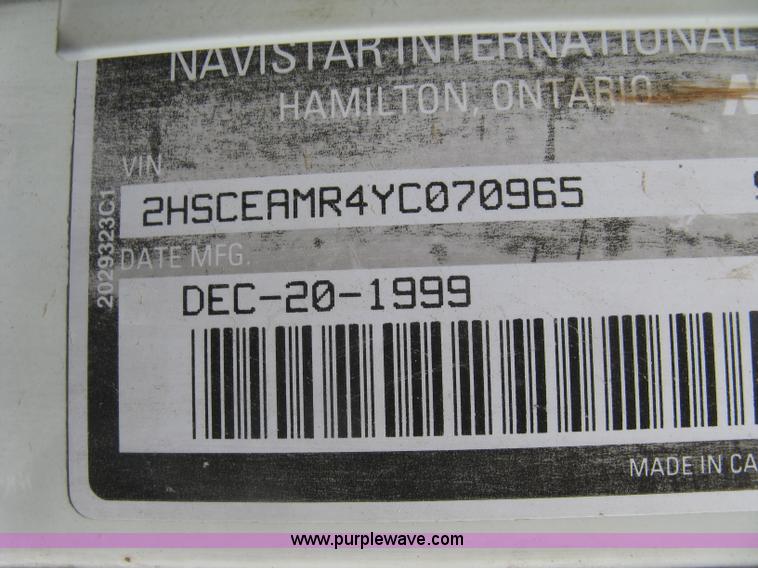 NAVISTAR INTERNATIONAL
HAMILTON, ONTARIO
VIN
2HSCEAMR4YC070965
DATE MFG.
DEC-20-1999
2029323C1
MADE IN CA
www.purplewave.com